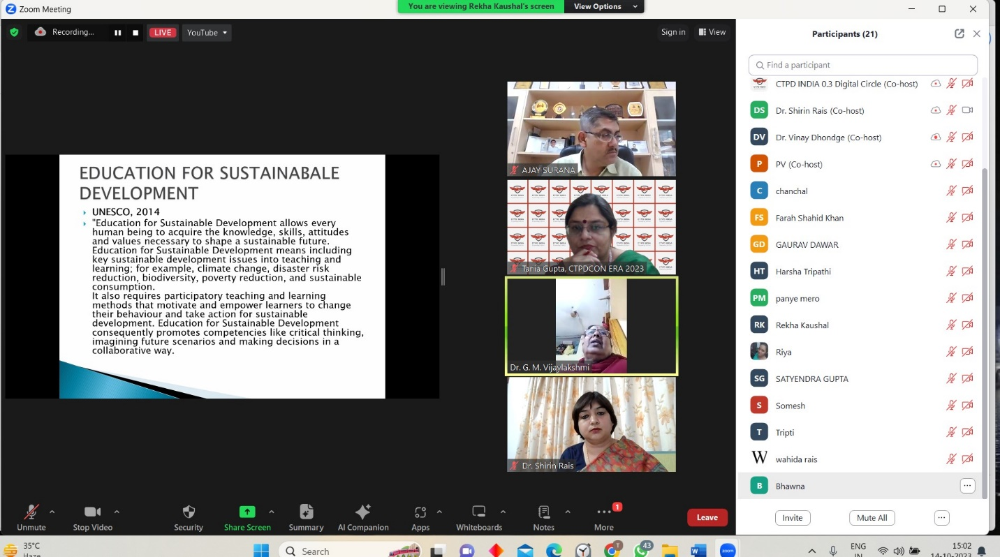 Zoom Meeting
You are viewing Rekha Kaushal's screen
View Options
Recording...
LIVE
YouTube
Sign in
View
EDUCATION FOR SUSTAINABALE
DEVELOPMENT
UNESCO, 2014
"Education for Sustainable Development allows every
human being to acquire the knowledge, skills, attitudes
and values necessary to shape a sustainable future.
Education for Sustainable Development means including
key sustainable development issues into teaching and
learning; for example, climate change, disaster risk
reduction, biodiversity, poverty reduction, and sustainable
consumption.
It also requires participatory teaching and learning
methods that motivate and empower learners to change
their behaviour and take action for sustainable
development. Education for Sustainable Development
consequently promotes competencies like critical thinking,
imagining future scenarios and making decisions in a
collaborative way.
AJAY SURANA
Tania Gupta, CTPDCON ERA 2023
Dr. G. M. Vijaylakshmi
Dr. Shirin Rais
Participants (21)
Find a participant
CTPD INDIA 0.3 Digital Circle (Co-host)
DS Dr. Shirin Rais (Co-host)
DV Dr. Vinay Dhondge (Co-host)
P PV (Co-host)
C chanchal
FS Farah Shahid Khan
GD GAURAV DAWAR
HT Harsha Tripathi
PM panye mero
RK Rekha Kaushal
Riya
SG SATYENDRA GUPTA
S Somesh
T Tripti
W wahida rais
B Bhawna
Invite
Mute All
Unmute
Stop Video
Security
Share Screen
Summary
AI Companion
Apps
Whiteboards
Notes
1
More
Leave
35°C
Haze
Search
T
43
W
zoom
ENG
IN
15:02
14-10-2023